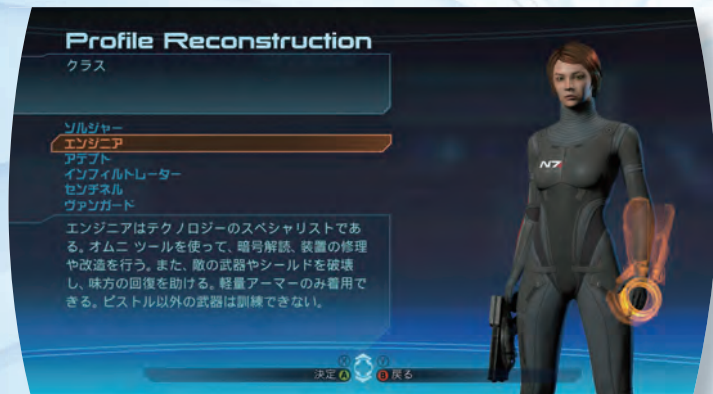 Profile Reconstruction
クラス
ソルジャー
エンジニア
アデプト
インフィルトレーター
センチネル
ヴァンガード
エンジニアはテクノロジーのスペシャリストであ
る。オムニ ツールを使って、暗号解読、装置の修理
や改造を行う。また、敵の武器やシールドを破壊
し、味方の回復を助ける。軽量アーマーのみ着用で
きる。ピストル以外の武器は訓練できない。
N7
X Y
決定 A B 戻る